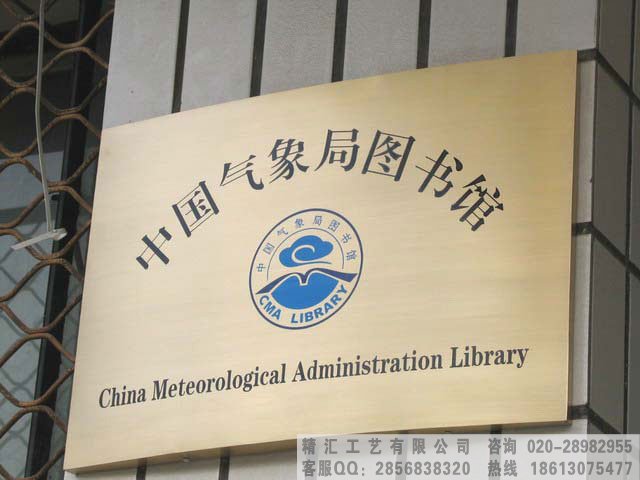 中国气象局图书馆
中国气象局图书馆
CMA LIBRARY
China Meteorological Administration Library
精汇工艺有限公司 咨询 020-28982955
客服QQ: 2856838320 热线 18613075477